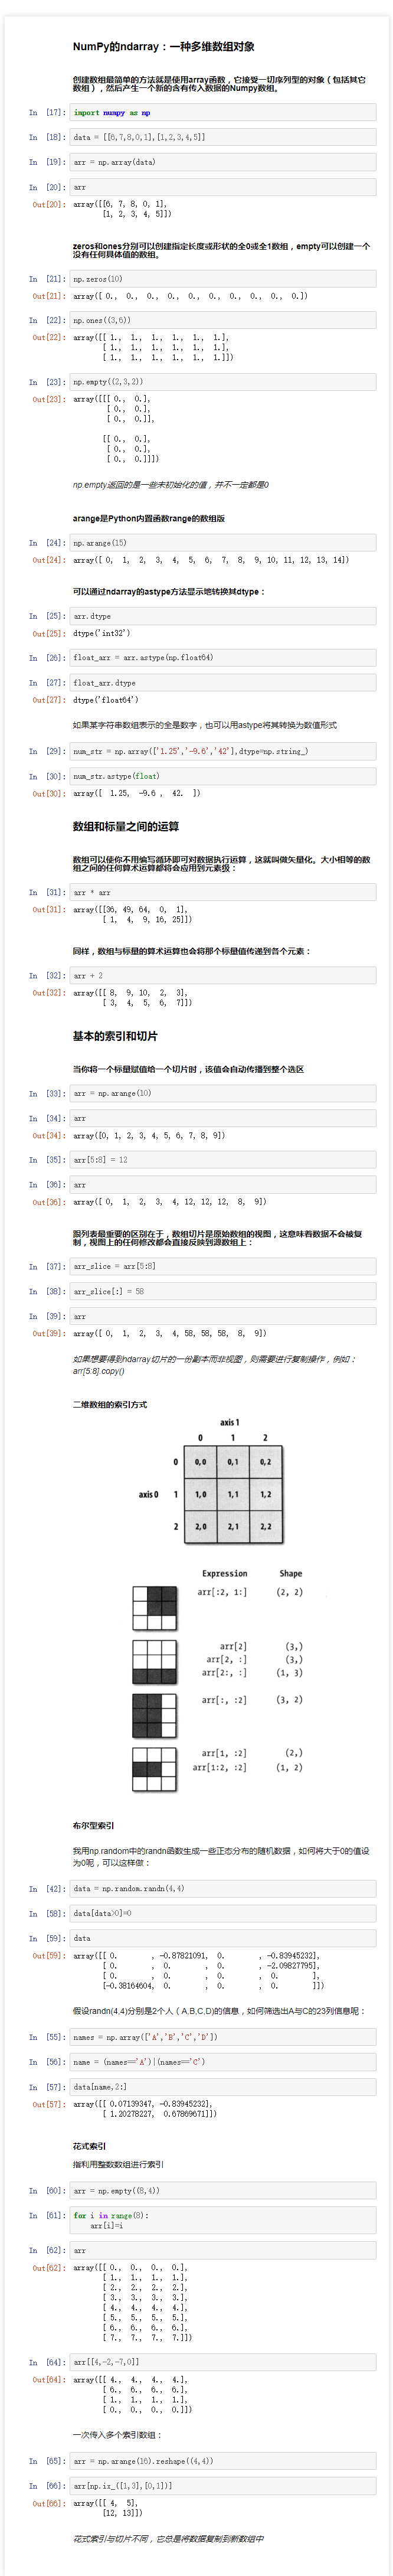 NumPy的ndarray：一种多维数组对象
创建数组最简单的方法就是使用array函数，它接受一切序列型的对象（包括其它
数组），然后产生一个新的含有传入数据的Numpy数组。
In [17]: import numpy as np
In [18]: data = [[6,7,8,0,1],[1,2,3,4,5]]
In [19]: arr = np.array(data)
In [20]: arr
Out[20]: array([[6, 7, 8, 0, 1],
[1, 2, 3, 4, 5]])
zeros和ones分别可以创建指定长度或形状的全0或全1数组，empty可以创建一个
没有任何具体值的数组。
In [21]: np.zeros(10)
Out[21]: array([ 0., 0., 0., 0., 0., 0., 0., 0., 0., 0.])
In [22]: np.ones((3,6))
Out[22]: array([[ 1., 1., 1., 1., 1., 1.],
[ 1., 1., 1., 1., 1., 1.],
[ 1., 1., 1., 1., 1., 1.]])
In [23]: np.empty((2,3,2))
Out[23]: array([[[ 0., 0.],
[ 0., 0.],
[ 0., 0.]],
[[ 0., 0.],
[ 0., 0.],
[ 0., 0.]]])
np.empty返回的是一些未初始化的值，并不一定都是0
arange是Python内置函数range的数组版
In [24]: np.arange(15)
Out[24]: array([ 0, 1, 2, 3, 4, 5, 6, 7, 8, 9, 10, 11, 12, 13, 14])
可以通过ndarray的astype方法显示地转换其dtype：
In [25]: arr.dtype
Out[25]: dtype('int32')
In [26]: float_arr = arr.astype(np.float64)
In [27]: float_arr.dtype
Out[27]: dtype('float64')
如果某字符串数组表示的全是数字，也可以用astype将其转换为数值形式
In [29]: num_str = np.array(['1.25','-9.6','42'],dtype=np.string_)
In [30]: num_str.astype(float)
Out[30]: array([ 1.25, -9.6 , 42. ])
数组和标量之间的运算
数组可以使你不用编写循环即可对数据执行运算，这就叫做矢量化。大小相等的数
组之间的任何算术运算都将会应用到元素级：
In [31]: arr * arr
Out[31]: array([[36, 49, 64, 0, 1],
[ 1, 4, 9, 16, 25]])
同样，数组与标量的算术运算也会将那个标量值传递到各个元素：
In [32]: arr + 2
Out[32]: array([[ 8, 9, 10, 2, 3],
[ 3, 4, 5, 6, 7]])
基本的索引和切片
当你将一个标量赋值给一个切片时，该值会自动传播到整个选区
In [33]: arr = np.arange(10)
In [34]: arr
Out[34]: array([0, 1, 2, 3, 4, 5, 6, 7, 8, 9])
In [35]: arr[5:8] = 12
In [36]: arr
Out[36]: array([ 0, 1, 2, 3, 4, 12, 12, 12, 8, 9])
跟列表最重要的区别在于，数组切片是原始数组的视图，这意味着数据不会被复
制，视图上的任何修改都会直接反映到源数组上：
In [37]: arr_slice = arr[5:8]
In [38]: arr_slice[:] = 58
In [39]: arr
Out[39]: array([ 0, 1, 2, 3, 4, 58, 58, 58, 8, 9])
如果想要得到ndarray切片的一份副本而非视图，则需要进行复制操作，例如：
arr[5:8].copy()
二维数组的索引方式
axis 1
0 1 2
0 0,0 0,1 0,2
axis 0 1 1,0 1,1 1,2
2 2,0 2,1 2,2
Expression Shape
arr[:2, 1:] (2, 2)
arr[2] (3,)
arr[2, :] (3,)
arr[2:, :] (1, 3)
arr[:, :2] (3, 2)
arr[1, :2] (2,)
arr[1:2, :2] (1, 2)
布尔型索引
我用np.random中的randn函数生成一些正态分布的随机数据，如何将大于0的值设
为0呢，可以这样做：
In [42]: data = np.random.randn(4,4)
In [58]: data[data>0]=0
In [59]: data
Out[59]: array([[ 0. , -0.87821091, 0. , -0.83945232],
[ 0. , 0. , 0. , -2.09827795],
[ 0. , 0. , 0. , 0. ],
[-0.38164604, 0. , 0. , 0. ]])
假设randn(4,4)分别是2个人（A,B,C,D)的信息，如何筛选出A与C的23列信息呢：
In [55]: names = np.array(['A','B','C','D'])
In [56]: name = (names=='A')|(names=='C')
In [57]: data[name,2:]
Out[57]: array([[ 0.07139347, -0.83945232],
[ 1.20278227, 0.67869671]])
花式索引
指利用整数数组进行索引
In [60]: arr = np.empty((8,4))
In [61]: for i in range(8):
arr[i]=i
In [62]: arr
Out[62]: array([[ 0., 0., 0., 0.],
[ 1., 1., 1., 1.],
[ 2., 2., 2., 2.],
[ 3., 3., 3., 3.],
[ 4., 4., 4., 4.],
[ 5., 5., 5., 5.],
[ 6., 6., 6., 6.],
[ 7., 7., 7., 7.]])
In [64]: arr[[4,-2,-7,0]]
Out[64]: array([[ 4., 4., 4., 4.],
[ 6., 6., 6., 6.],
[ 1., 1., 1., 1.],
[ 0., 0., 0., 0.]])
一次传入多个索引数组：
In [65]: arr = np.arange(16).reshape((4,4))
In [66]: arr[np.ix_([1,3],[0,1])]
Out[66]: array([[ 4, 5],
[12, 13]])
花式索引与切片不同，它总是将数据复制到新数组中